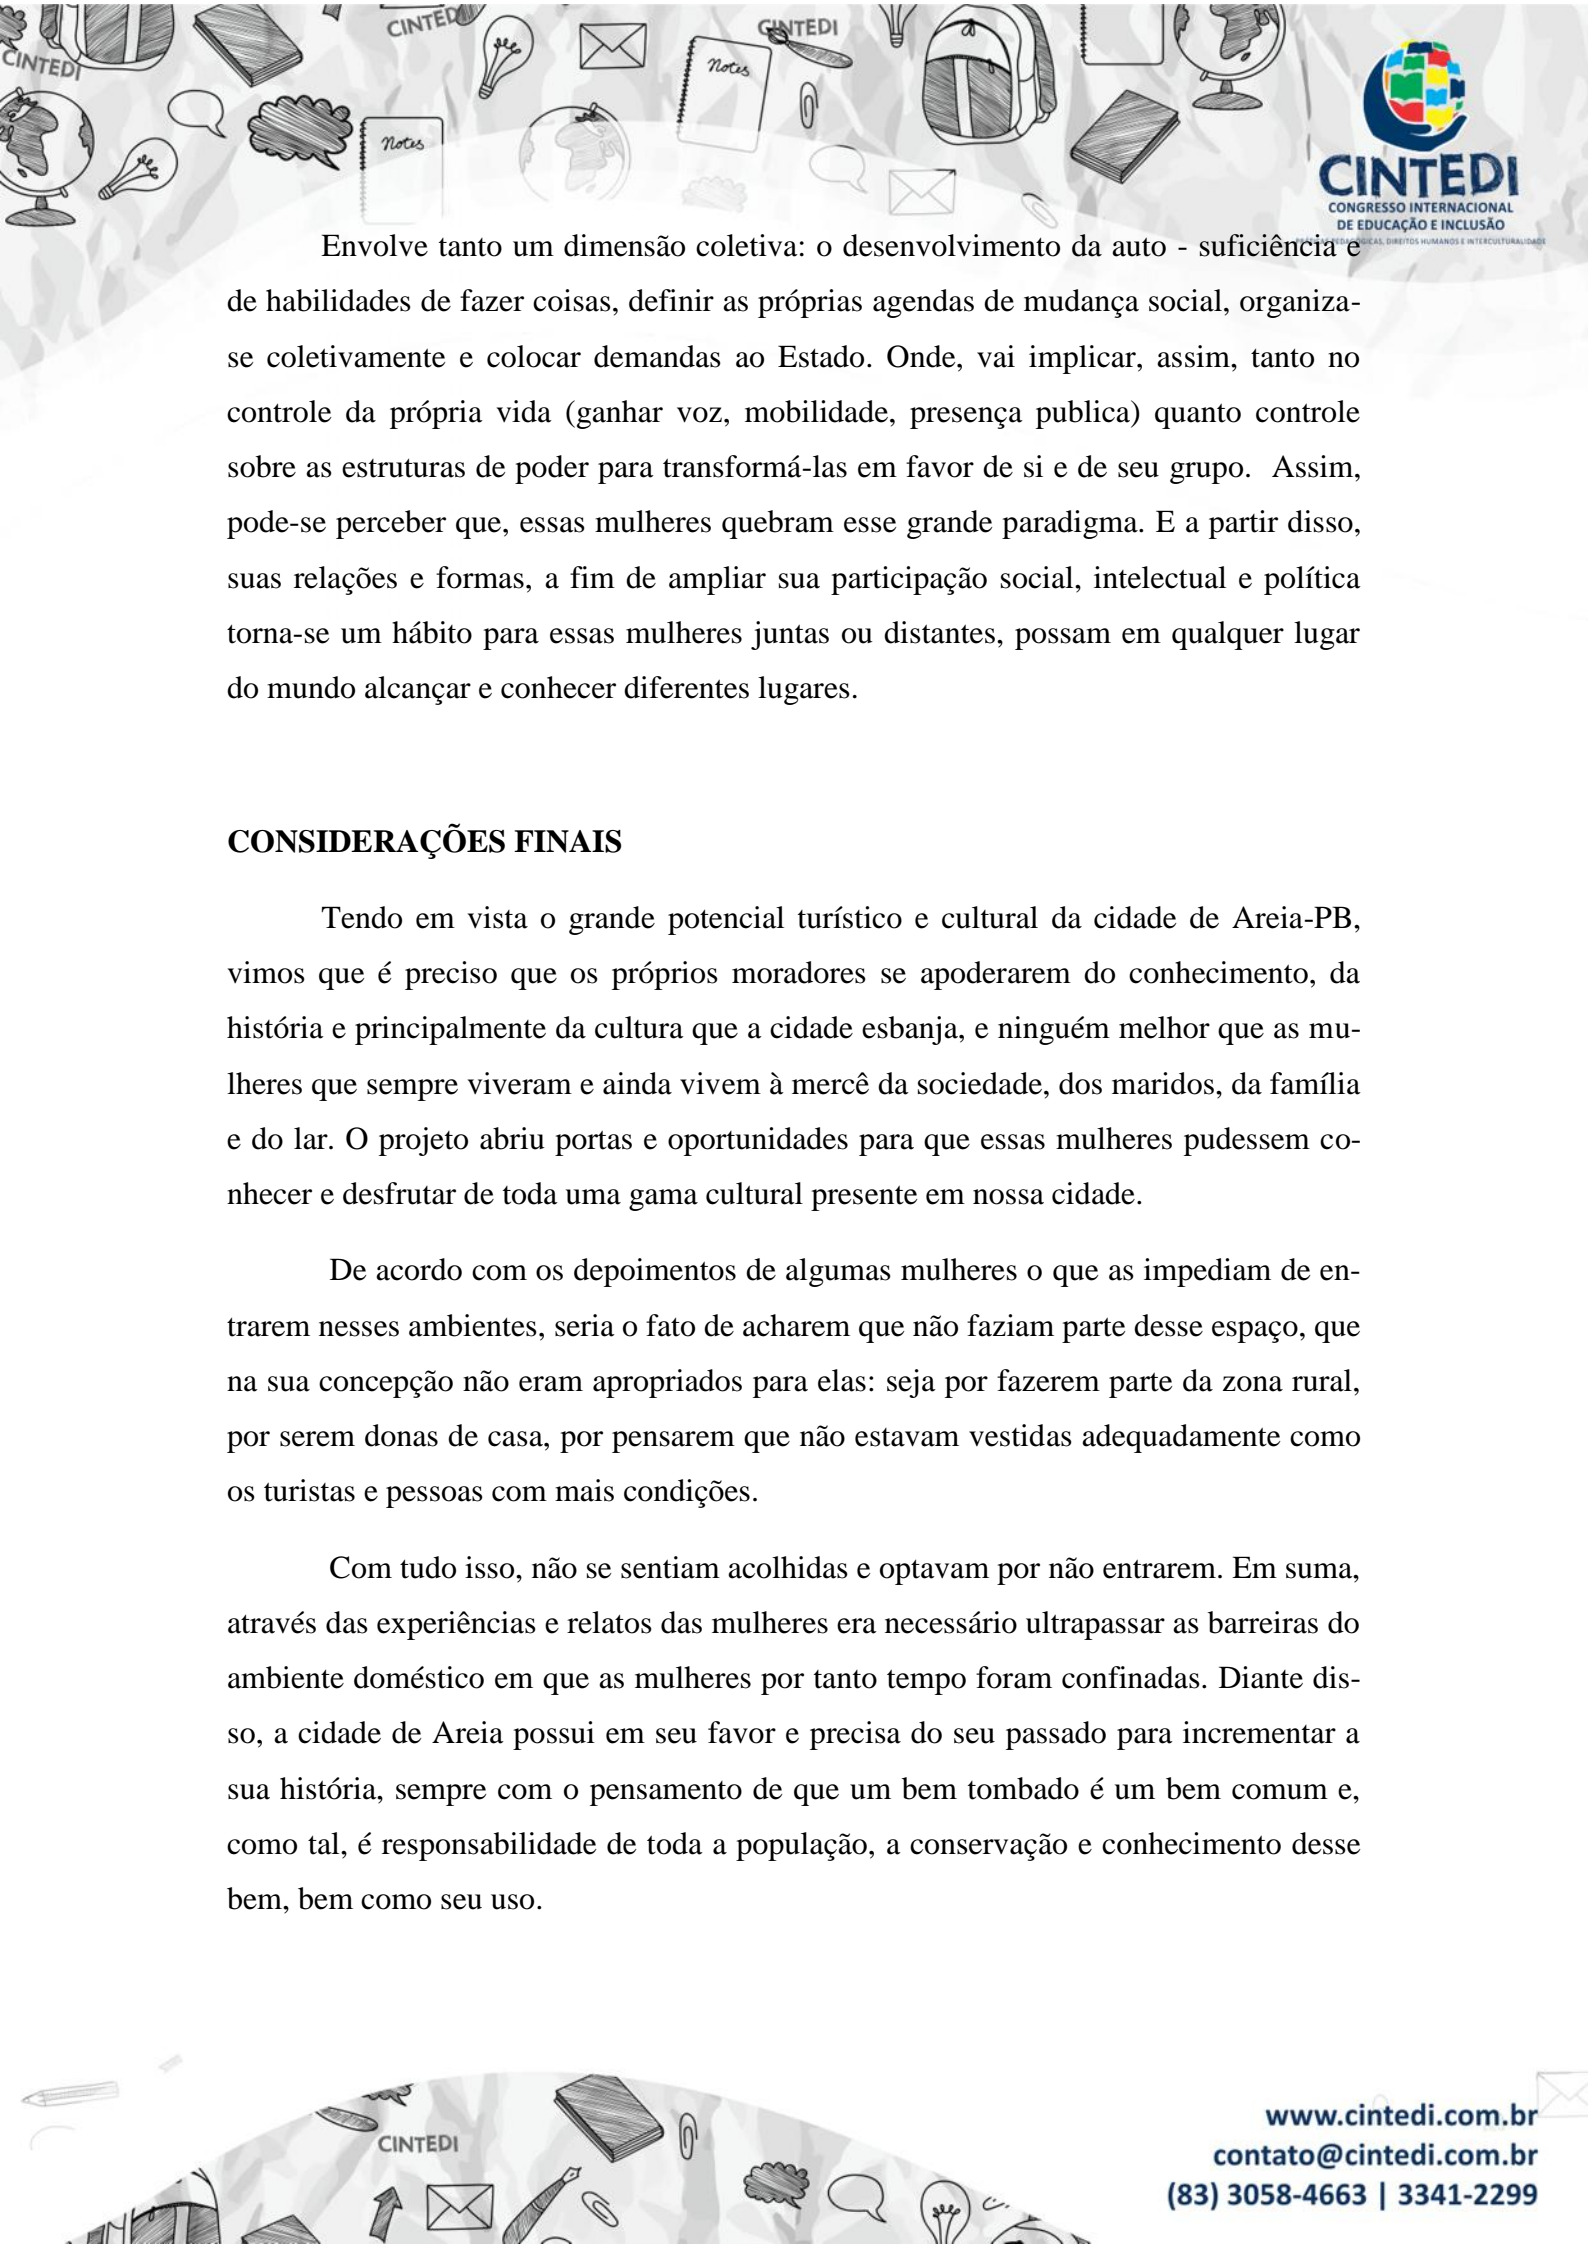 CINTEDI
CINTEDI
CINTEDI
Notes
Notes
CINTEDI
CONGRESSO INTERNACIONAL
DE EDUCAÇÃO E INCLUSÃO
PRÁTICAS PEDAGÓGICAS, DIREITOS HUMANOS E INTERCULTURALIDADE
Envolve tanto um dimensão coletiva: o desenvolvimento da auto - suficiência e
de habilidades de fazer coisas, definir as próprias agendas de mudança social, organiza-
se coletivamente e colocar demandas ao Estado. Onde, vai implicar, assim, tanto no
controle da própria vida (ganhar voz, mobilidade, presença publica) quanto controle
sobre as estruturas de poder para transformá-las em favor de si e de seu grupo. Assim,
pode-se perceber que, essas mulheres quebram esse grande paradigma. E a partir disso,
suas relações e formas, a fim de ampliar sua participação social, intelectual e política
torna-se um hábito para essas mulheres juntas ou distantes, possam em qualquer lugar
do mundo alcançar e conhecer diferentes lugares.
CONSIDERAÇÕES FINAIS
Tendo em vista o grande potencial turístico e cultural da cidade de Areia-PB,
vimos que é preciso que os próprios moradores se apoderarem do conhecimento, da
história e principalmente da cultura que a cidade esbanja, e ninguém melhor que as mu-
lheres que sempre viveram e ainda vivem à mercê da sociedade, dos maridos, da família
e do lar. O projeto abriu portas e oportunidades para que essas mulheres pudessem co-
nhecer e desfrutar de toda uma gama cultural presente em nossa cidade.
De acordo com os depoimentos de algumas mulheres o que as impediam de en-
trarem nesses ambientes, seria o fato de acharem que não faziam parte desse espaço, que
na sua concepção não eram apropriados para elas: seja por fazerem parte da zona rural,
por serem donas de casa, por pensarem que não estavam vestidas adequadamente como
os turistas e pessoas com mais condições.
Com tudo isso, não se sentiam acolhidas e optavam por não entrarem. Em suma,
através das experiências e relatos das mulheres era necessário ultrapassar as barreiras do
ambiente doméstico em que as mulheres por tanto tempo foram confinadas. Diante dis-
so, a cidade de Areia possui em seu favor e precisa do seu passado para incrementar a
sua história, sempre com o pensamento de que um bem tombado é um bem comum e,
como tal, é responsabilidade de toda a população, a conservação e conhecimento desse
bem, bem como seu uso.
CINTEDI
www.cintedi.com.br
contato@cintedi.com.br
(83) 3058-4663 | 3341-2299